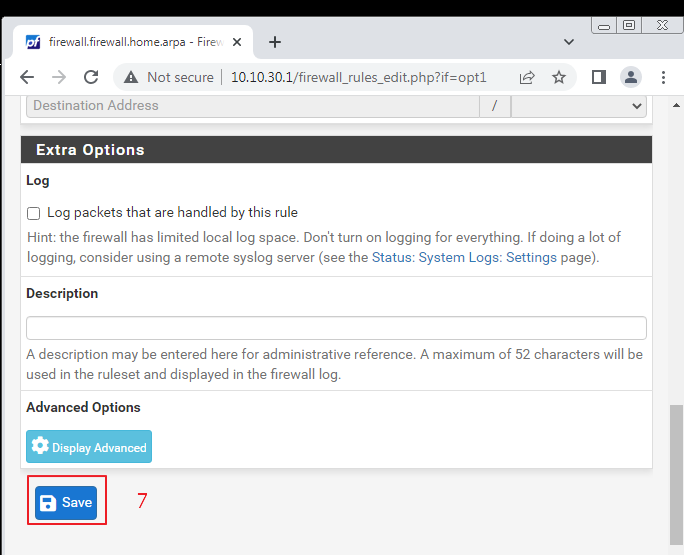 firewall.firewall.home.arpa - Firew
Not secure | 10.10.30.1/firewall_rules_edit.php?if=opt1
Destination Address /
Extra Options
Log
Log packets that are handled by this rule
Hint: the firewall has limited local log space. Don't turn on logging for everything. If doing a lot of
logging, consider using a remote syslog server (see the Status: System Logs: Settings page).
Description
A description may be entered here for administrative reference. A maximum of 52 characters will be
used in the ruleset and displayed in the firewall log.
Advanced Options
Display Advanced
Save 7